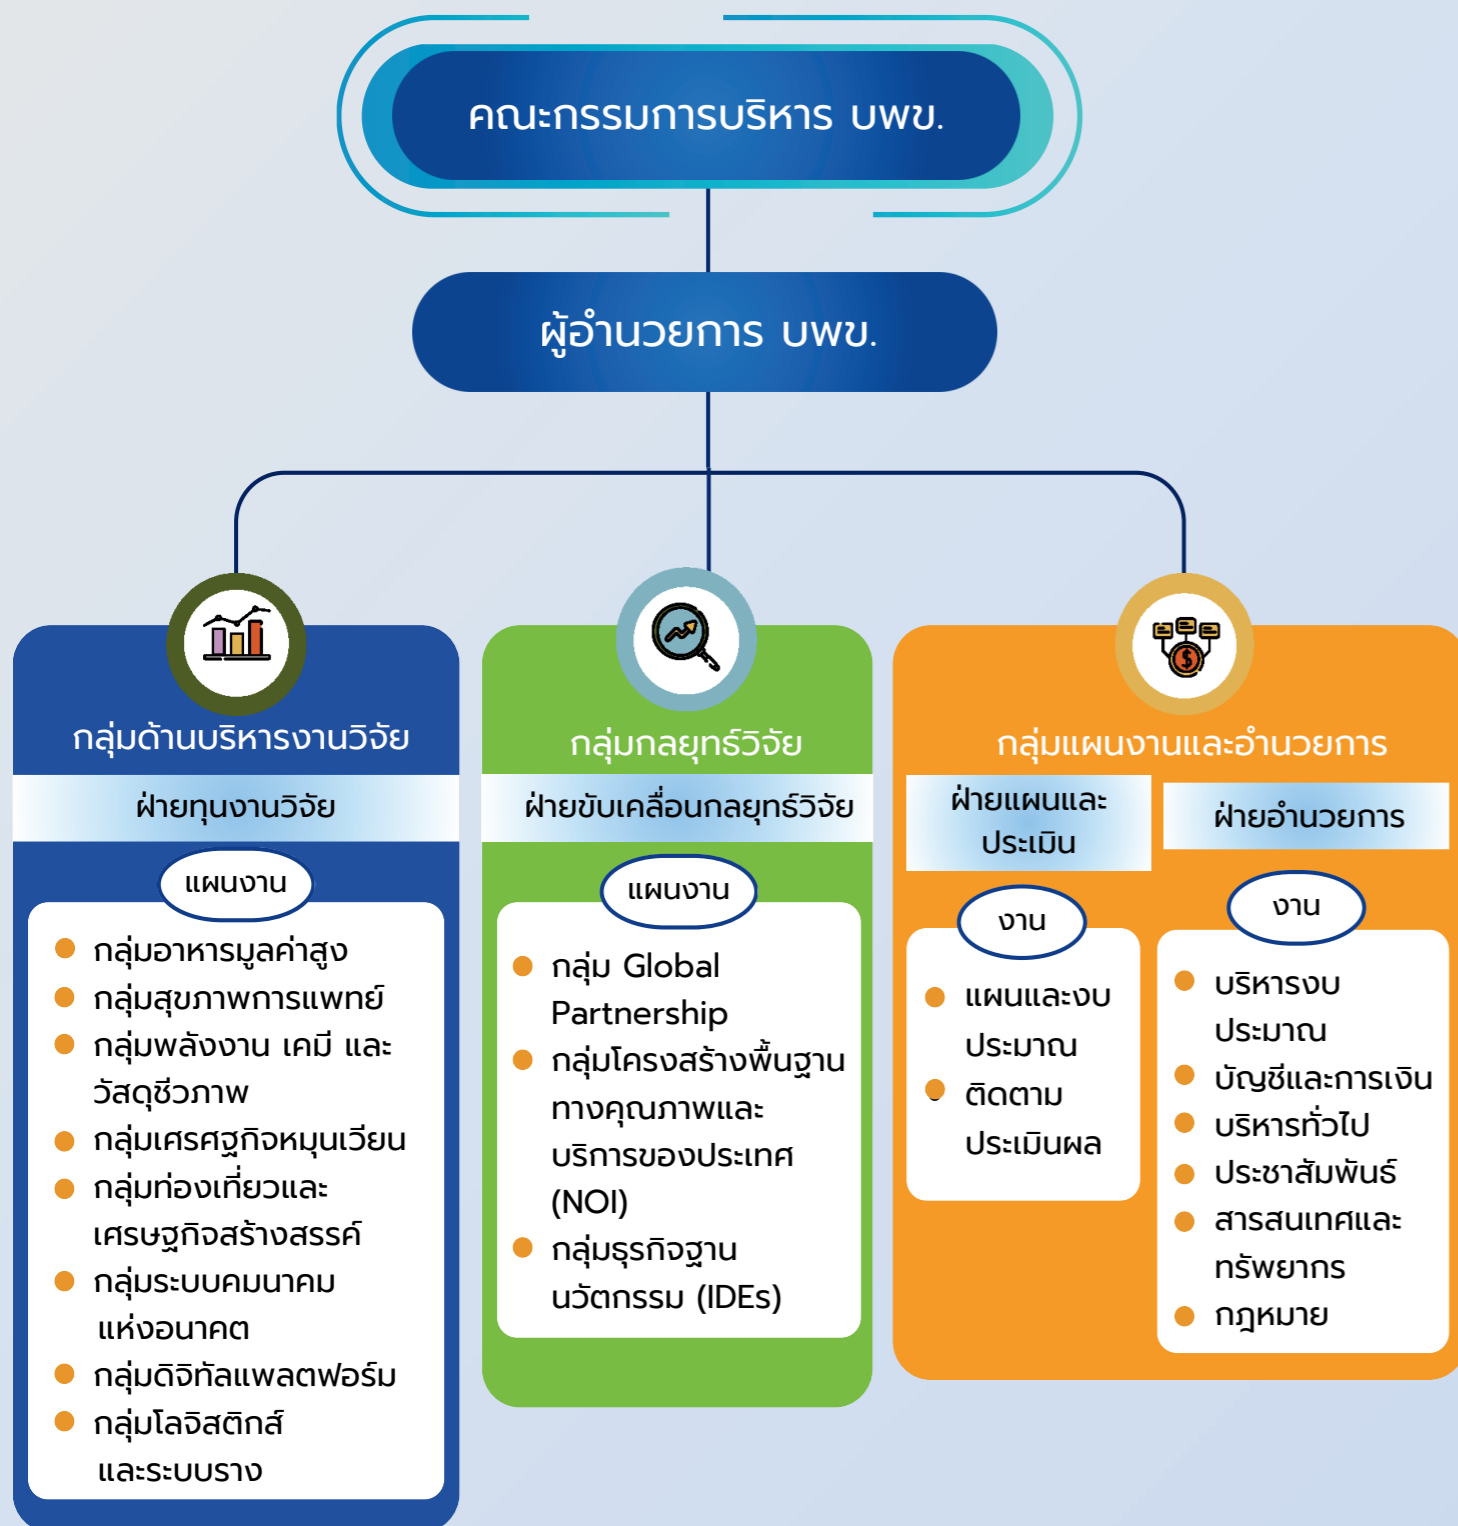 คณะกรรมการบริหาร บพข.
ผู้อำนวยการ บพข.
กลุ่มด้านบริหารงานวิจัย
ฝ่ายทุนงานวิจัย
แผนงาน
กลุ่มอาหารมูลค่าสูง
กลุ่มสุขภาพการแพทย์
กลุ่มพลังงาน เคมี และ
วัสดุชีวภาพ
กลุ่มเศรศฐกิจหมุนเวียน
กลุ่มท่องเที่ยวและ
เศรษฐกิจสร้างสรรค์
กลุ่มระบบคมนาคม
แห่งอนาคต
กลุ่มดิจิทัลแพลตฟอร์ม
กลุ่มโลจิสติกส์
และระบบราง
กลุ่มกลยุทธ์วิจัย
ฝ่ายขับเคลื่อนกลยุทธ์วิจัย
แผนงาน
กลุ่ม Global
Partnership
กลุ่มโครงสร้างพื้นฐาน
ทางคุณภาพและ
บริการของประเทศ
(NOI)
กลุ่มธุรกิจฐาน
นวัตกรรม (IDEs)
กลุ่มแผนงานและอำนวยการ
ฝ่ายแผนและ
ประเมิน
งาน
แผนและงบ
ประมาณ
ติดตาม
ประเมินผล
ฝ่ายอำนวยการ
งาน
บริหารงบ
ประมาณ
บัญชีและการเงิน
บริหารทั่วไป
ประชาสัมพันธ์
สารสนเทศและ
ทรัพยากร
กฎหมาย